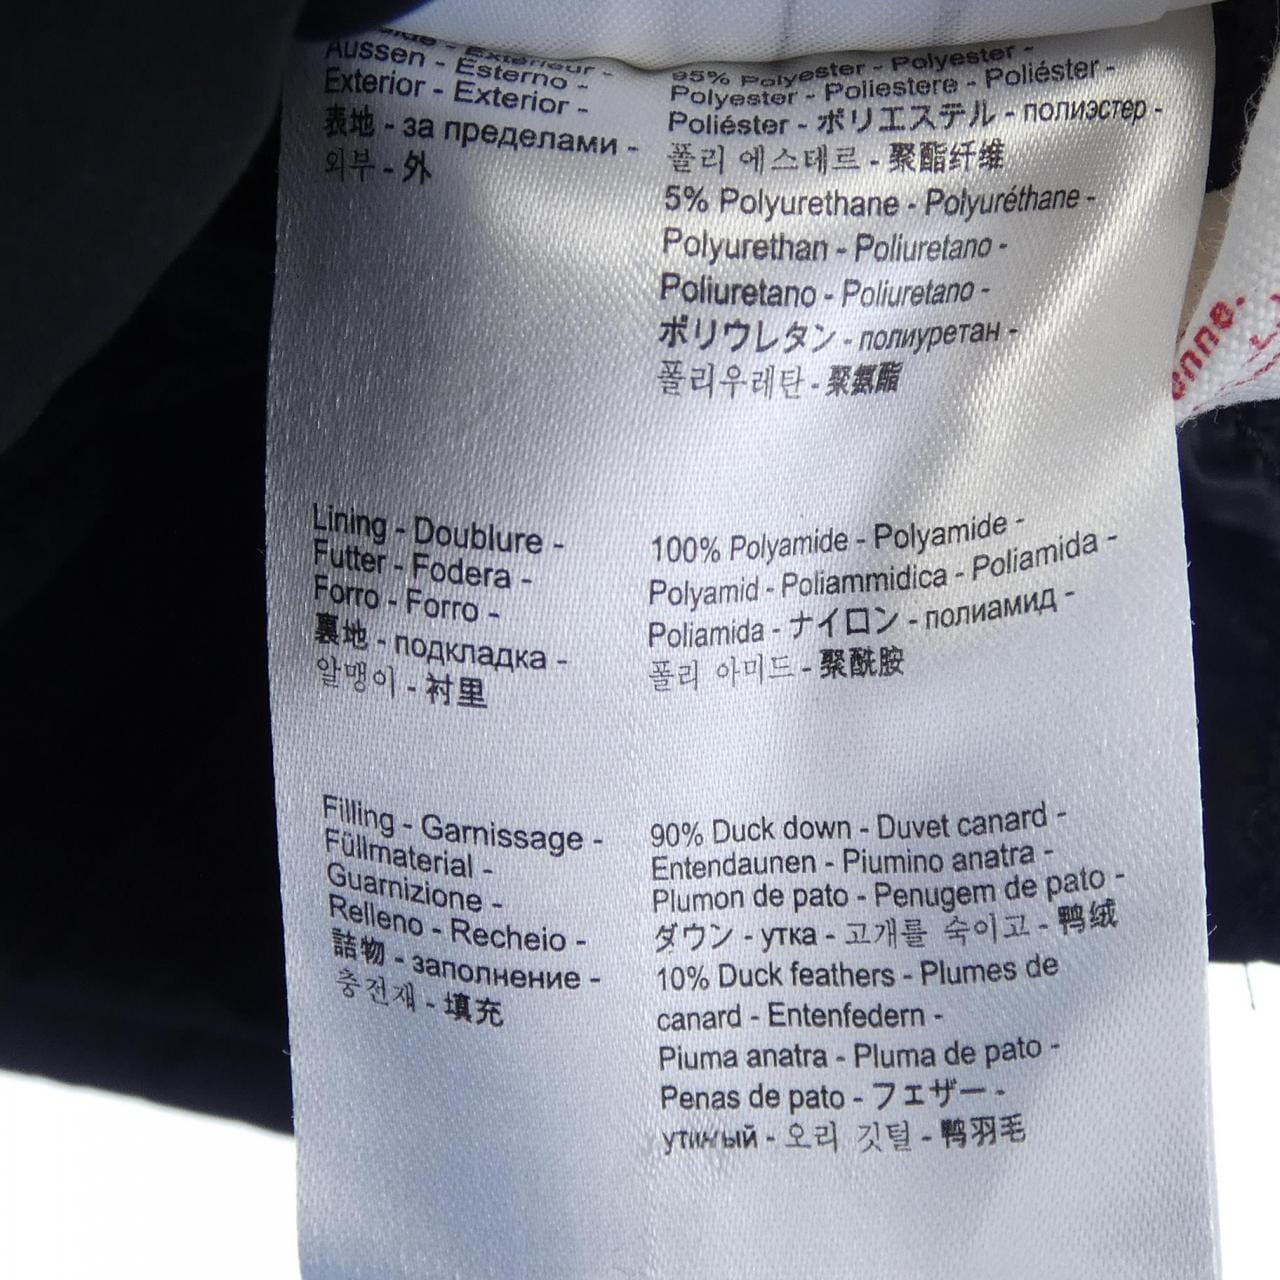 Extérieur -
Aussen - Esterno -
Exterior - Exterior -
表地 - за пределами -
외부 - 外
95% Polyester - Polyester -
Polyester - Poliestere - Poliéster -
Poliéster - ポリエステル - полиэстер -
폴리 에스테르 - 聚酯纤维
5% Polyurethane - Polyuréthane -
Polyurethan - Poliuretano -
Poliuretano - Poliuretano -
ポリウレタン - полиуретан -
폴리우레탄 - 聚氨酯
Lining - Doublure -
Futter - Fodera -
Forro - Forro -
裏地 - подкладка -
알맹이 - 衬里
100% Polyamide - Polyamide -
Polyamid - Poliammidica - Poliamida -
Poliamida - ナイロン - полиамид -
폴리 아미드 - 聚酰胺
Filling - Garnissage -
Füllmaterial -
Guarnizione -
Relleno - Recheio -
詰物 - заполнение -
충전재 - 填充
90% Duck down - Duvet canard -
Entendaunen - Piumino anatra -
Plumon de pato - Penugem de pato -
ダウン - утка - 고개를 숙이고 - 鸭绒
10% Duck feathers - Plumes de
canard - Entenfedern -
Piuma anatra - Pluma de pato -
Penas de pato - フェザー -
утиный - 오리 깃털 - 鸭羽毛